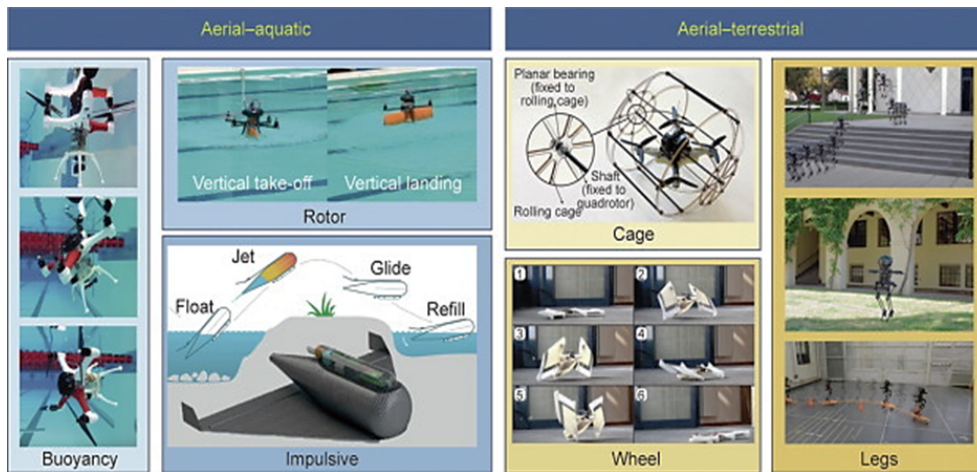 Aerial–aquatic
Aerial–terrestrial
Buoyancy
Vertical take-off
Vertical landing
Rotor
Jet
Glide
Float
Refill
Impulsive
Planar bearing
(fixed to
rolling cage)
Shaft
(fixed to
quadrotor)
Rolling cage
Cage
1
2
3
4
5
6
Wheel
Legs